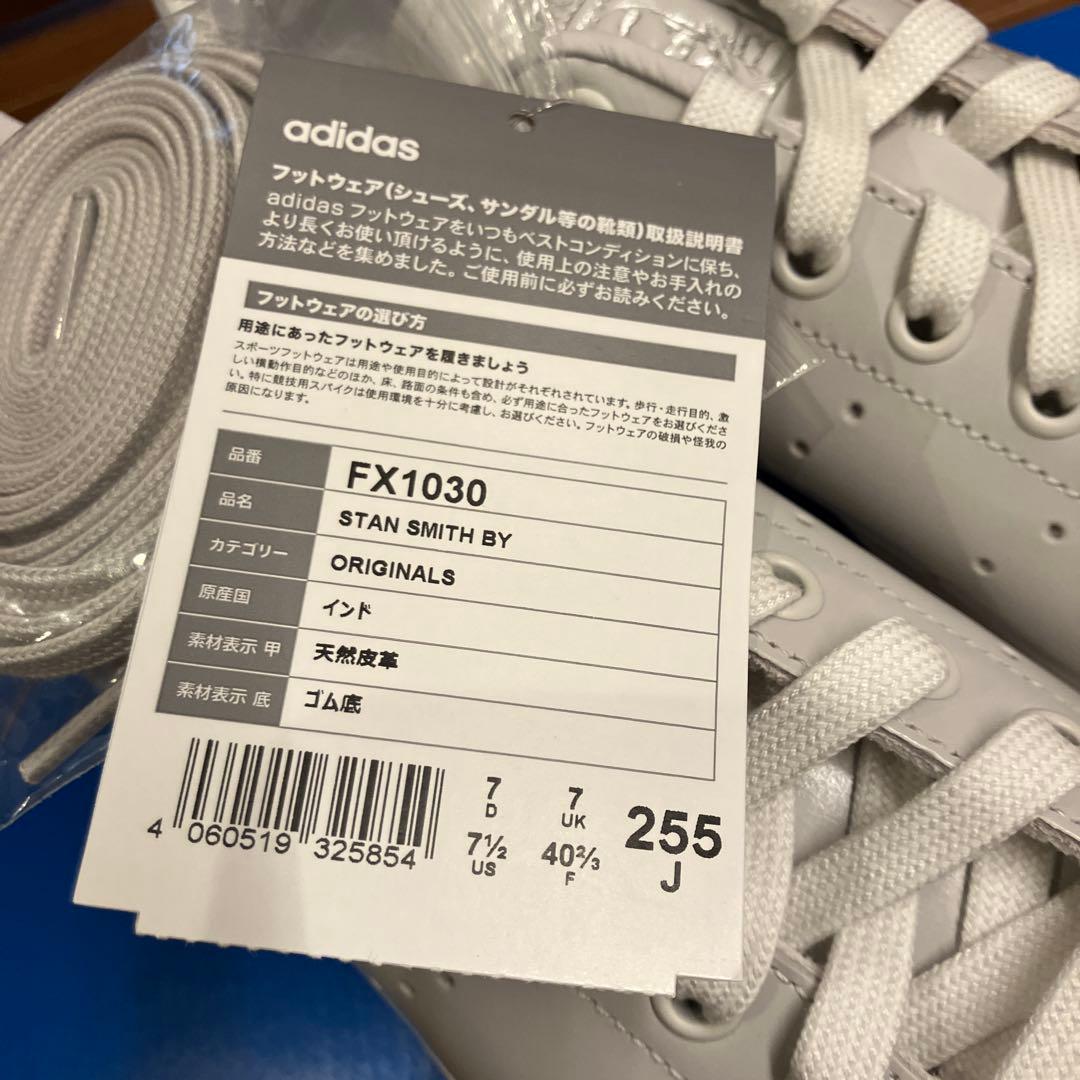 adidas
フットウェア(シューズ、サンダル等の靴類)取扱説明書
adidas フットウェアをいつもベストコンディションに保ち、
より長くお使い頂けるように、使用上の注意やお手入れの
方法などを集めました。ご使用前に必ずお読みください。
フットウェアの選び方
用途にあったフットウェアを履きましょう
スポーツフットウェアは用途や使用目的によって設計がそれぞれされています。歩行・走行目的、激
しい横動作目的などのほか、床、路面の条件も含め、必ず用途に合ったフットウェアをお選びくださ
い。特に競技用スパイクは使用環境を十分に考慮し、お選びください。フットウェアの破損や怪我の
原因になります。
品番 FX1030
品名 STAN SMITH BY
カテゴリー ORIGINALS
原産国 インド
素材表示 甲 天然皮革
素材表示 底 ゴム底
4 060519 325854
7 D
7 UK
7½ US
40⅔ F
255 J